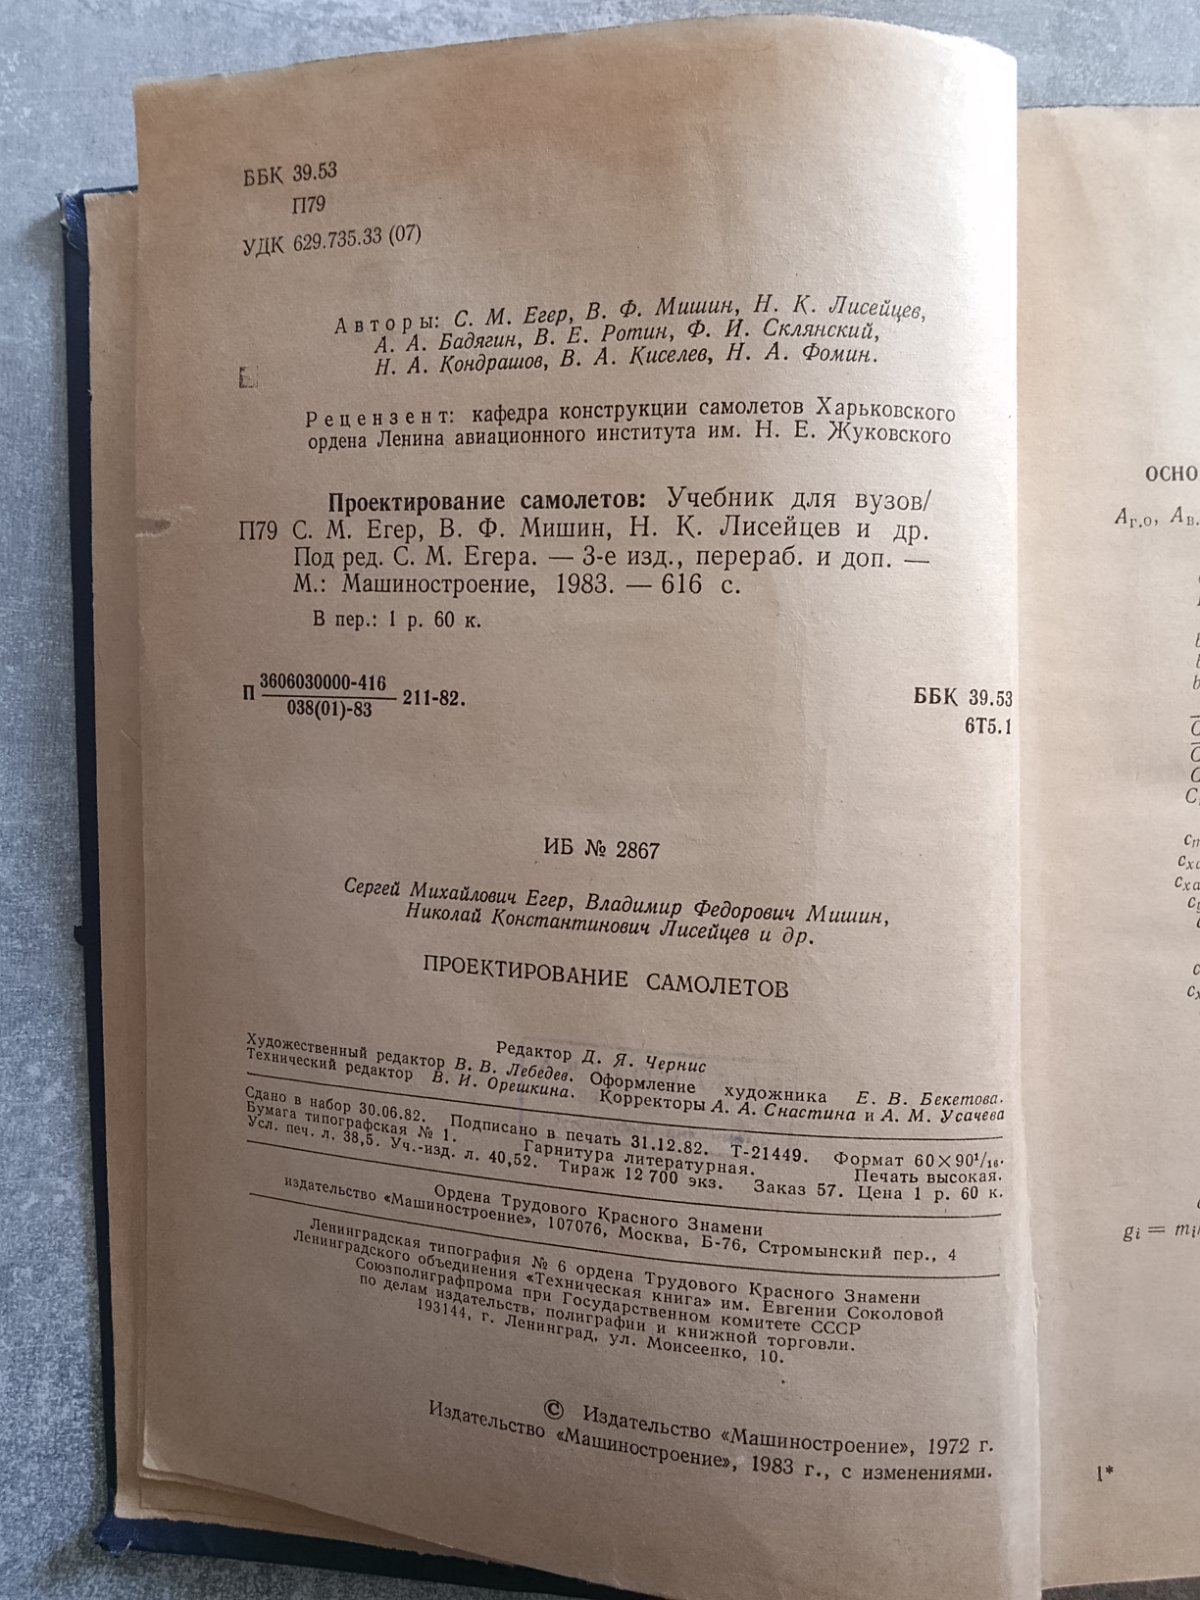 ББК 39.53
П79
УДК 629.735.33 (07)
Авторы: С. М. Егер, В. Ф. Мишин, Н. К. Лисейцев,
А. А. Бадягин, В. Е. Ротин, Ф. И. Склянский,
Н. А. Кондрашов, В. А. Киселев, Н. А. Фомин.
Рецензент: кафедра конструкции самолетов Харьковского
ордена Ленина авиационного института им. Н. Е. Жуковского
Проектирование самолетов: Учебник для вузов/
П79 С. М. Егер, В. Ф. Мишин, Н. К. Лисейцев и др.
Под ред. С. М. Егера. — 3-е изд., перераб. и доп. —
М.: Машиностроение, 1983. — 616 с.
В пер.: 1 р. 60 к.
П 3606030000-416
038(01)-83 211-82.
ББК 39.53
6Т5.1
ИБ № 2867
Сергей Михайлович Егер, Владимир Федорович Мишин,
Николай Константинович Лисейцев и др.
ПРОЕКТИРОВАНИЕ САМОЛЕТОВ
Редактор Д. Я. Чернис
Художественный редактор В. В. Лебедев. Оформление художника Е. В. Бекетова.
Технический редактор В. И. Орешкина. Корректоры А. А. Снастина и А. М. Усачева
Сдано в набор 30.06.82. Подписано в печать 31.12.82. Т-21449. Формат 60×90¹/₁₆.
Бумага типографская № 1. Гарнитура литературная. Печать высокая.
Усл. печ. л. 38,5. Уч.-изд. л. 40,52. Тираж 12 700 экз. Заказ 57. Цена 1 р. 60 к.
Ордена Трудового Красного Знамени
издательство «Машиностроение», 107076, Москва, Б-76, Стромынский пер., 4
Ленинградская типография № 6 ордена Трудового Красного Знамени
Ленинградского объединения «Техническая книга» им. Евгении Соколовой
Союзполиграфпрома при Государственном комитете СССР
по делам издательств, полиграфии и книжной торговли.
193144, г. Ленинград, ул. Моисеенко, 10.
© Издательство «Машиностроение», 1972 г.
Издательство «Машиностроение», 1983 г., с изменениями.
ОСНО
Aг.о, Aв.
b
b
C
cх
gi = mi
1*